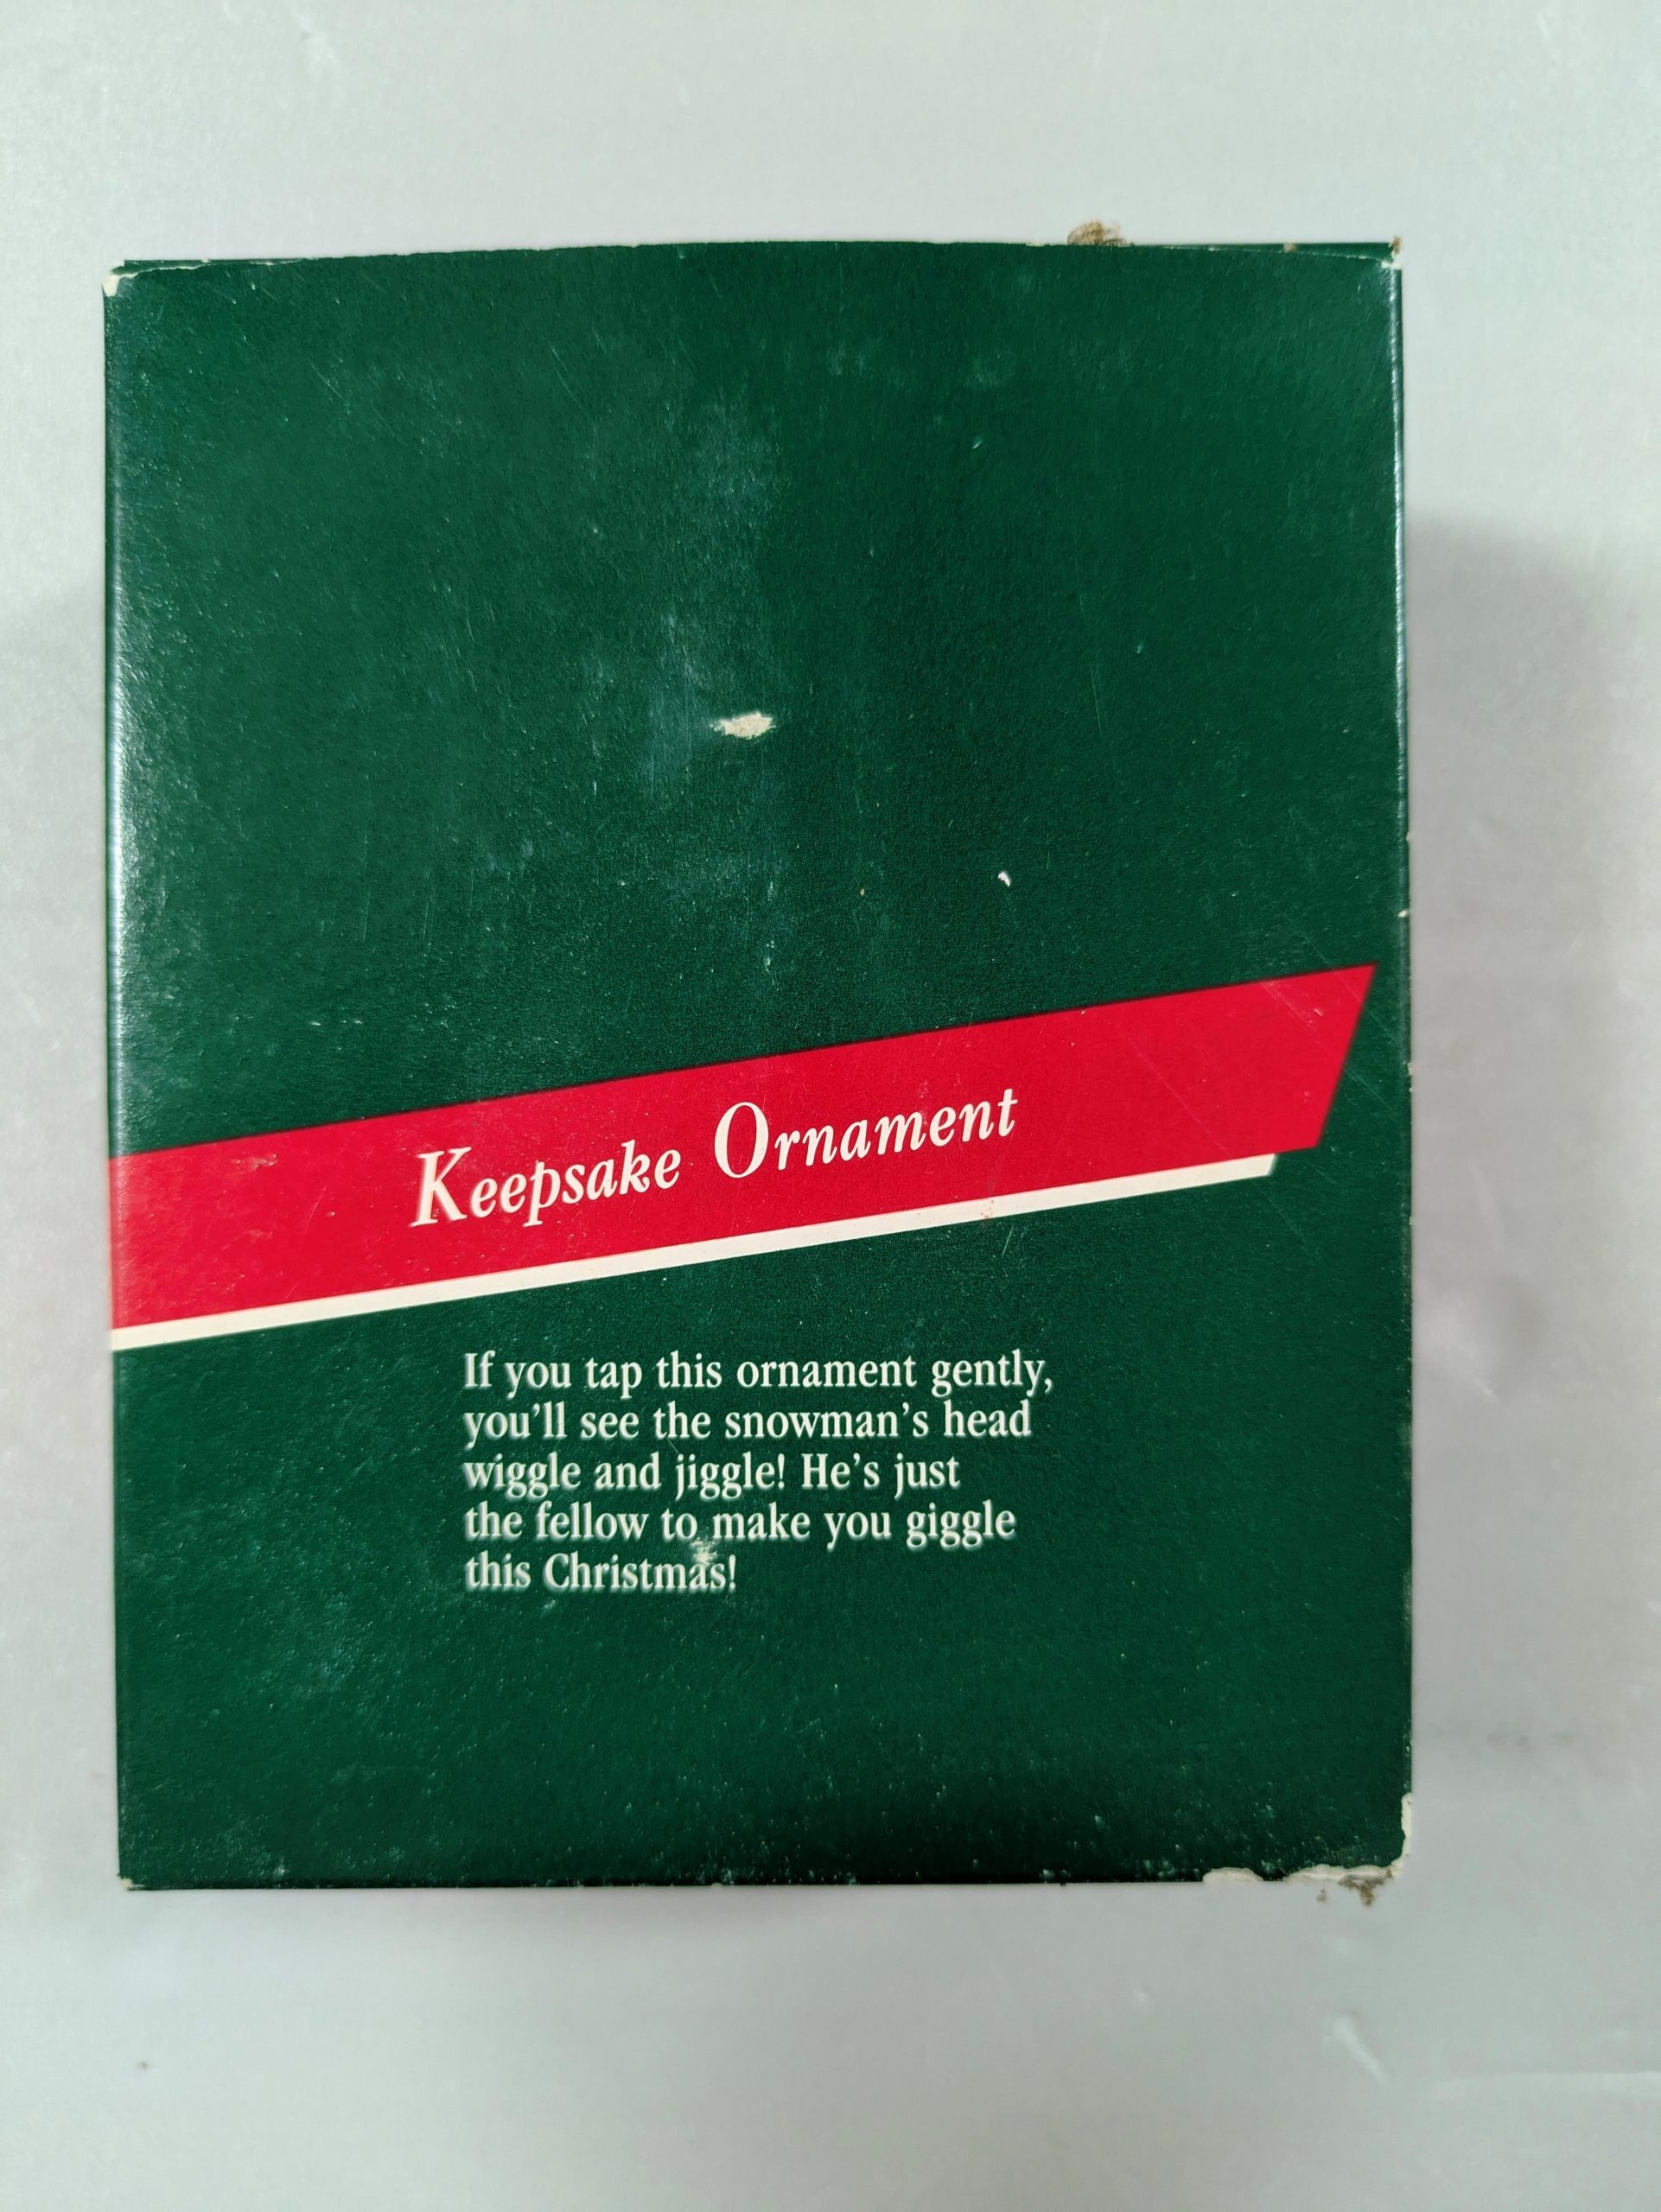 Keepsake Ornament
If you tap this ornament gently,
you'll see the snowman's head
wiggle and jiggle! He's just
the fellow to make you giggle
this Christmas!